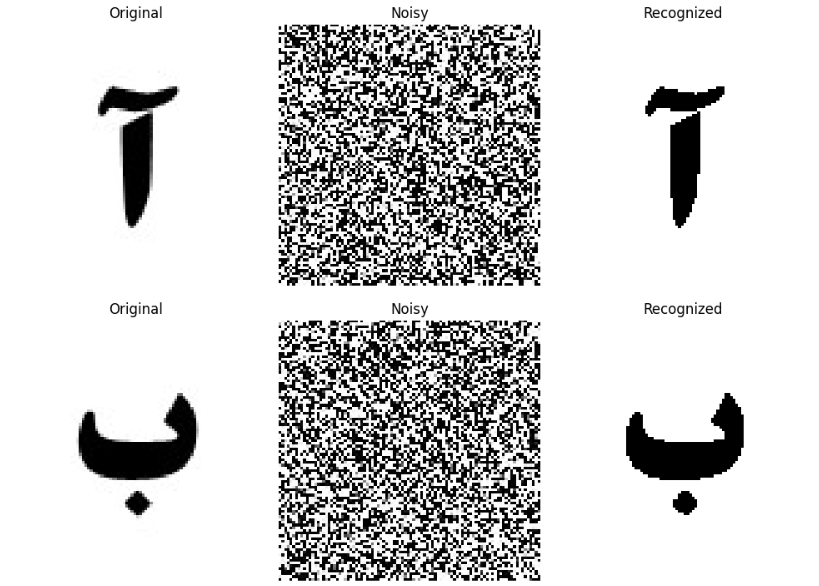 Original Noisy Recognized
آ آ
Original Noisy Recognized
ب ب